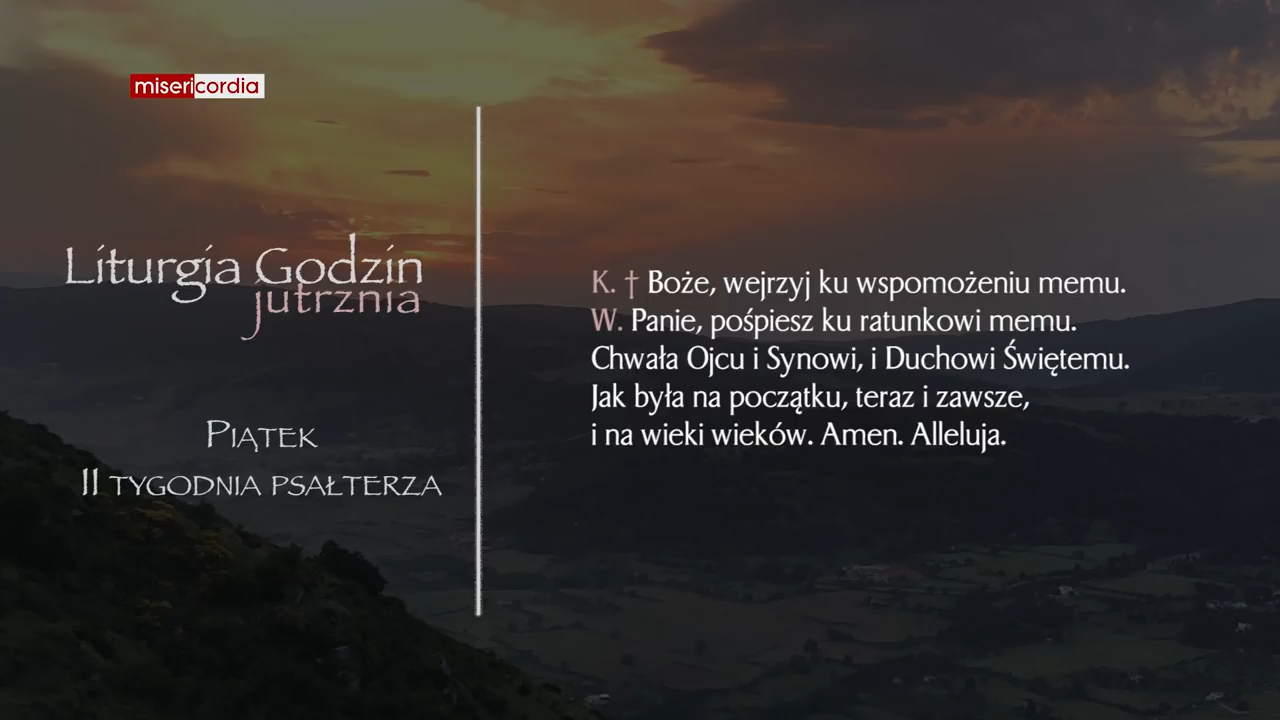 misericordia
Liturgia Godzin
jutrznia
Piątek
II tygodnia psałterza
K. † Boże, wejrzyj ku wspomożeniu memu.
W. Panie, pośpiesz ku ratunkowi memu.
Chwała Ojcu i Synowi, i Duchowi Świętemu.
Jak była na początku, teraz i zawsze,
i na wieki wieków. Amen. Alleluja.